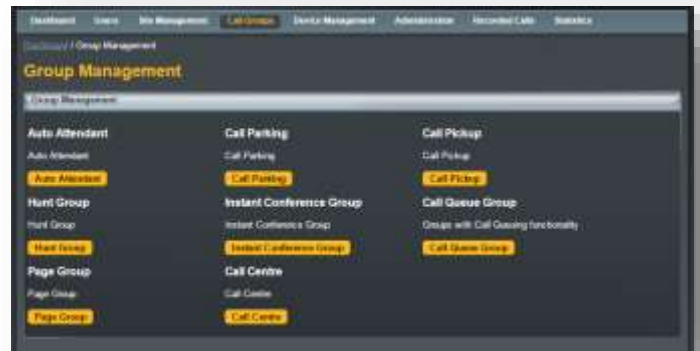 Dashboard Users Site Management Call Groups Device Management Administration Recorded Calls Statistics
Dashboard / Group Management
Group Management
Group Management
Auto Attendant Call Parking Call Pickup
Auto Attendant Call Parking Call Pickup
Auto Attendant Call Parking Call Pickup
Hunt Group Instant Conference Group Call Queue Group
Hunt Group Instant Conference Group Groups with Call Queuing functionality
Hunt Group Instant Conference Group Call Queue Group
Page Group Call Centre
Page Group Call Centre
Page Group Call Centre